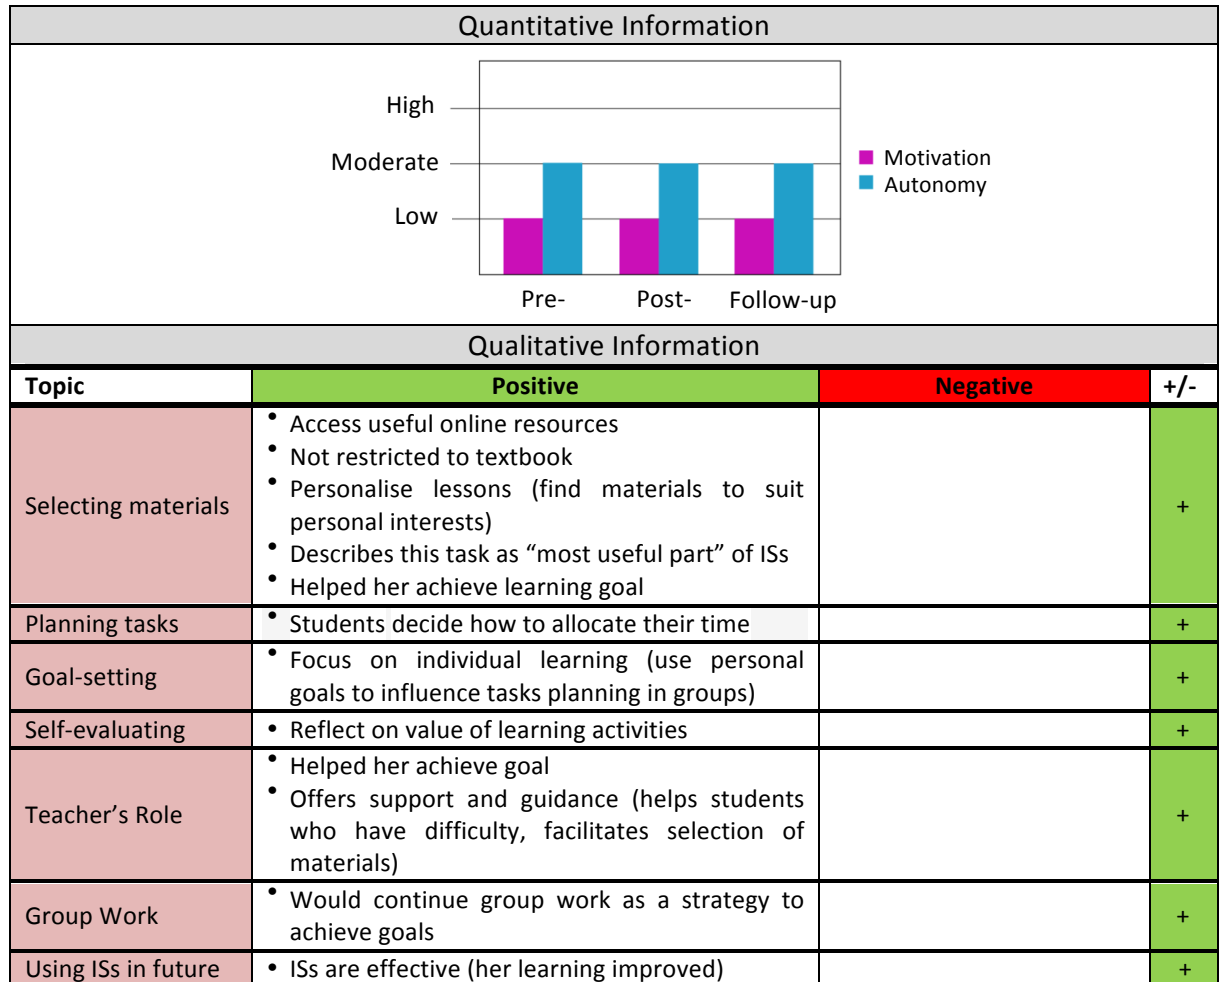 Quantitative Information
High
Moderate
Low
Motivation
Autonomy
Pre- Post- Follow-up
Qualitative Information
Topic Positive Negative +/-
Selecting materials
• Access useful online resources
• Not restricted to textbook
• Personalise lessons (find materials to suit
personal interests)
• Describes this task as “most useful part” of ISs
• Helped her achieve learning goal
+
Planning tasks • Students decide how to allocate their time +
Goal-setting
• Focus on individual learning (use personal
goals to influence tasks planning in groups)
+
Self-evaluating • Reflect on value of learning activities +
Teacher’s Role
• Helped her achieve goal
• Offers support and guidance (helps students
who have difficulty, facilitates selection of
materials)
+
Group Work
• Would continue group work as a strategy to
achieve goals
+
Using ISs in future • ISs are effective (her learning improved) +